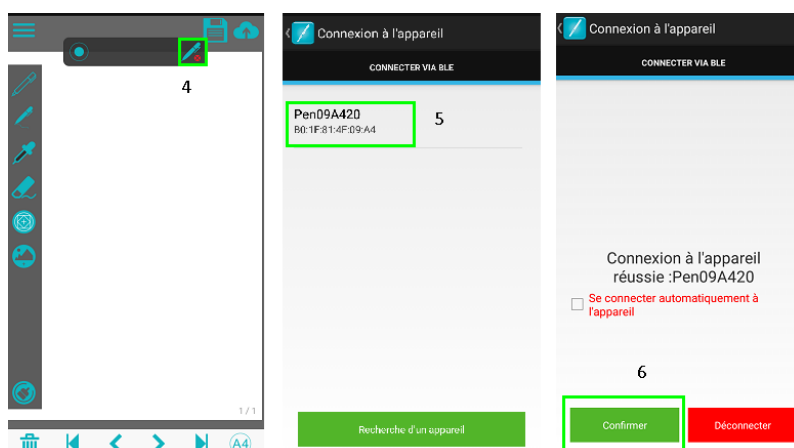 4
1 / 1
A4
Connexion à l'appareil
CONNECTER VIA BLE
Pen09A420
B0:1F:81:4F:09:A4
5
Recherche d'un appareil
Connexion à l'appareil
CONNECTER VIA BLE
Connexion à l'appareil
réussie :Pen09A420
Se connecter automatiquement à
l'appareil
6
Confirmer
Déconnecter